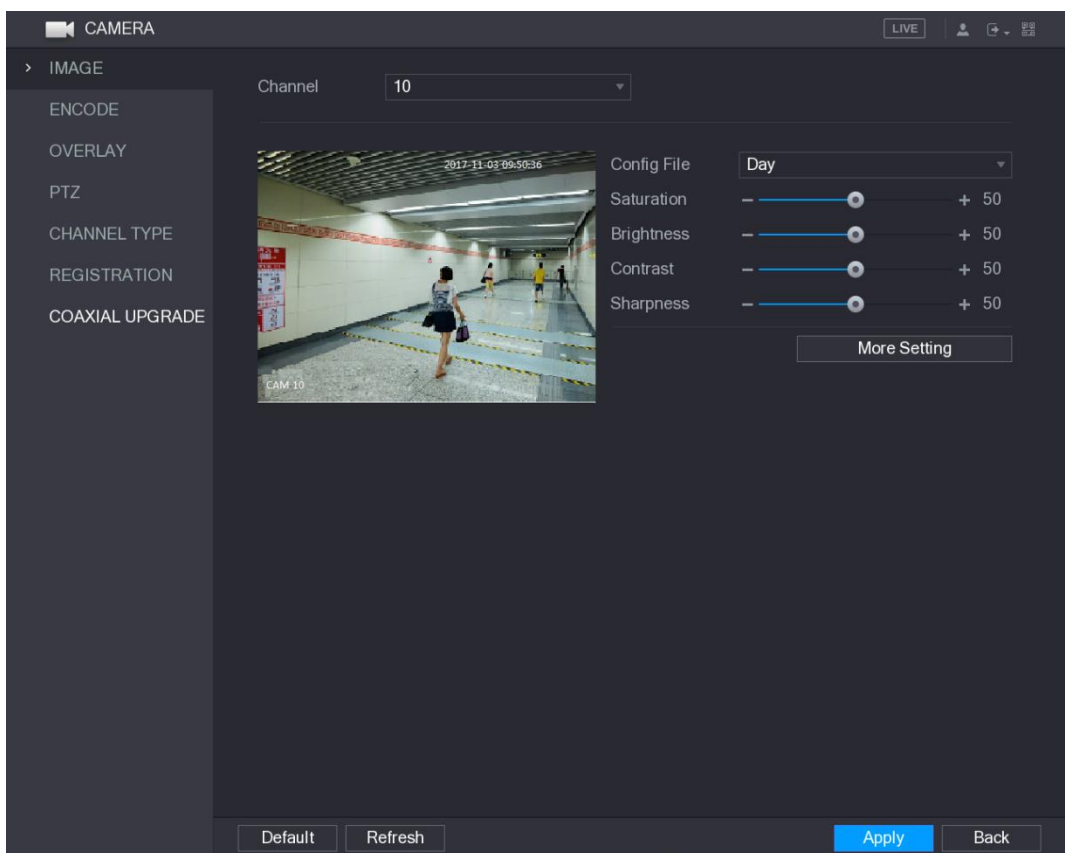 CAMERA
LIVE
IMAGE
ENCODE
OVERLAY
PTZ
CHANNEL TYPE
REGISTRATION
COAXIAL UPGRADE
Channel 10
2017-11-03 09:50:36
CAM 10
Config File Day
Saturation - + 50
Brightness - + 50
Contrast - + 50
Sharpness - + 50
More Setting
Default Refresh Apply Back